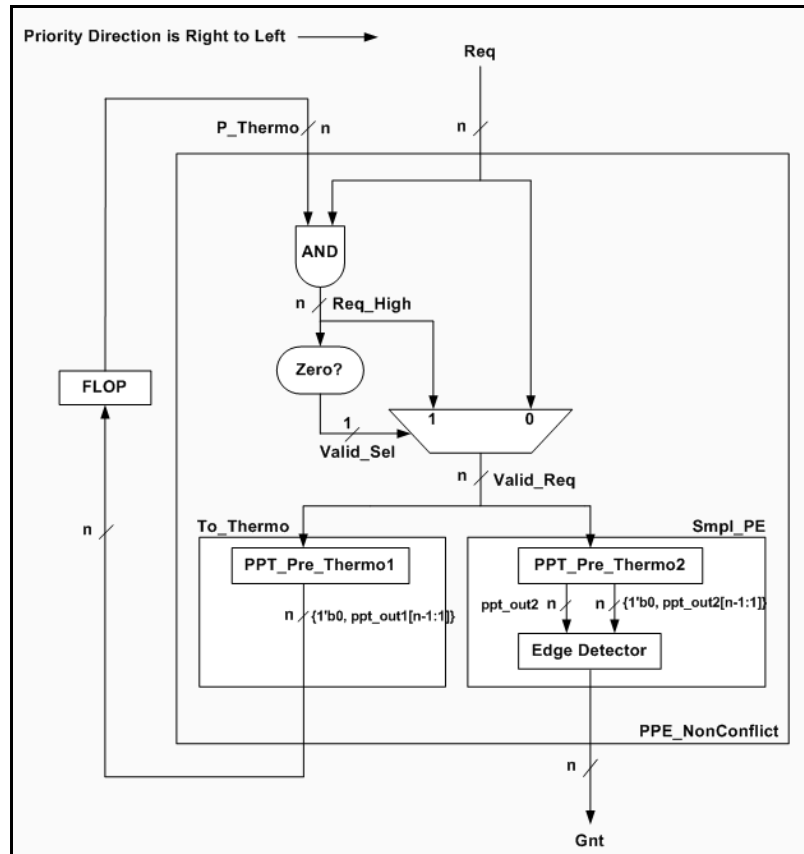 Priority Direction is Right to Left
Req
P_Thermo
n
n
AND
n
Req_High
Zero?
FLOP
1
0
1
Valid_Sel
n
Valid_Req
n
To_Thermo
Smpl_PE
PPT_Pre_Thermo1
PPT_Pre_Thermo2
n
{1'b0, ppt_out1[n-1:1]}
ppt_out2
n
n
{1'b0, ppt_out2[n-1:1]}
Edge Detector
PPE_NonConflict
n
Gnt